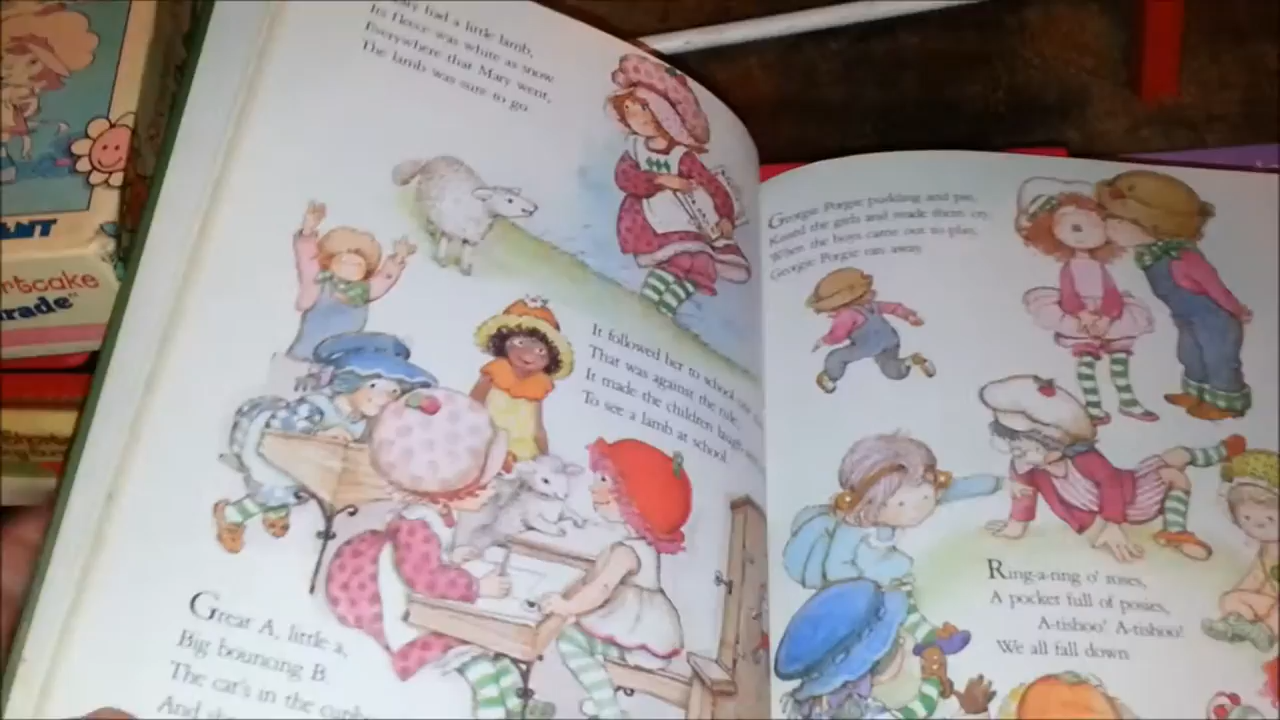 had a little lamb,
Its fleece was white as snow
Everywhere that Mary went,
The lamb was sure to go.
It followed her to school
That was against the rule,
It made the children laugh
To see a lamb at school.
Great A, little a,
Big bouncing B
The cat's in the
And
Georgie Porgie pudding and pie,
Kissed the girls and made them cry
When the boys came out to play,
Georgie Porgie ran away
Ring-a-ring o' roses,
A pocket full of posies,
A-tishoo! A-tishoo!
We all fall down
ANT
rtcake
rade"